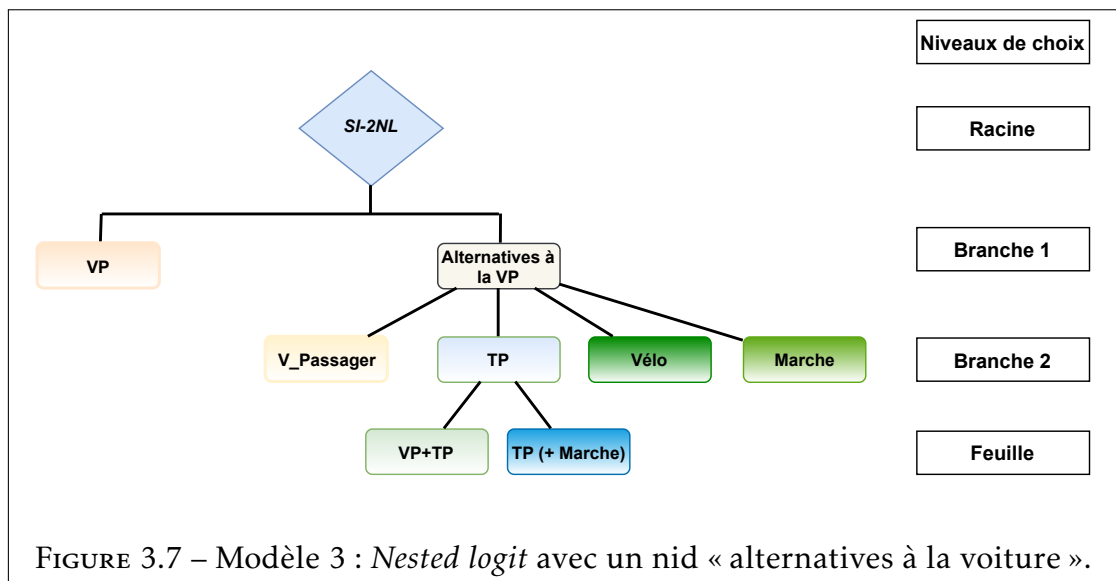 Niveaux de choix
SI-2NL
Racine
VP
Alternatives à
la VP
Branche 1
V_Passager
TP
Vélo
Marche
Branche 2
VP+TP
TP (+ Marche)
Feuille
FIGURE 3.7 – Modèle 3 : Nested logit avec un nid « alternatives à la voiture ».